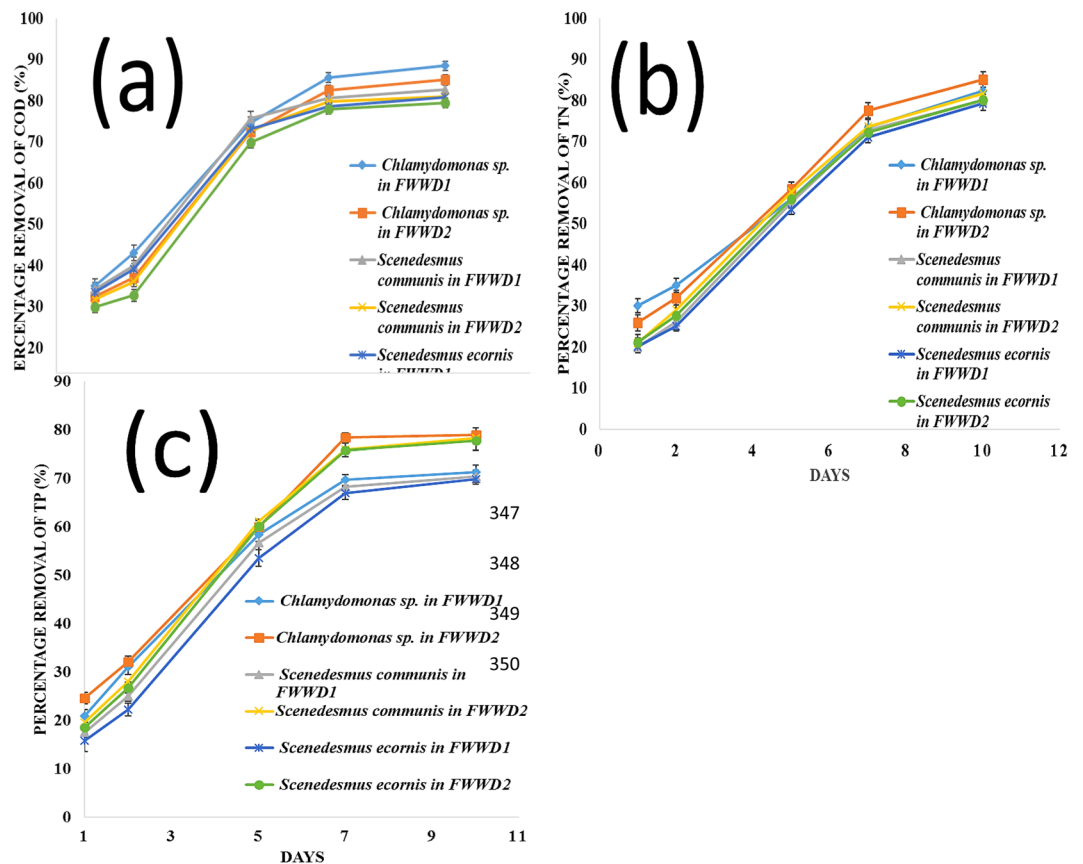 (a)
ERCENTAGE REMOVAL OF COD (%)
100
90
80
70
60
50
40
30
20
Chlamydomonas sp.
in FWWD1
Chlamydomonas sp.
in FWWD2
Scenedesmus
communis in FWWD1
Scenedesmus
communis in FWWD2
Scenedesmus ecornis
in FWWD1
(b)
PERCENTAGE REMOVAL OF TN (%)
100
90
80
70
60
50
40
30
20
10
0
0 2 4 6 8 10 12
DAYS
Chlamydomonas sp.
in FWWD1
Chlamydomonas sp.
in FWWD2
Scenedesmus
communis in FWWD1
Scenedesmus
communis in FWWD2
Scenedesmus ecornis
in FWWD1
Scenedesmus ecornis
in FWWD2
(c)
PERCENTAGE REMOVAL OF TP (%)
90
80
70
60
50
40
30
20
10
0
1 3 5 7 9 11
DAYS
Chlamydomonas sp. in FWWD1
Chlamydomonas sp. in FWWD2
Scenedesmus communis in
FWWD1
Scenedesmus communis in FWWD2
Scenedesmus ecornis in FWWD1
Scenedesmus ecornis in FWWD2
347
348
349
350